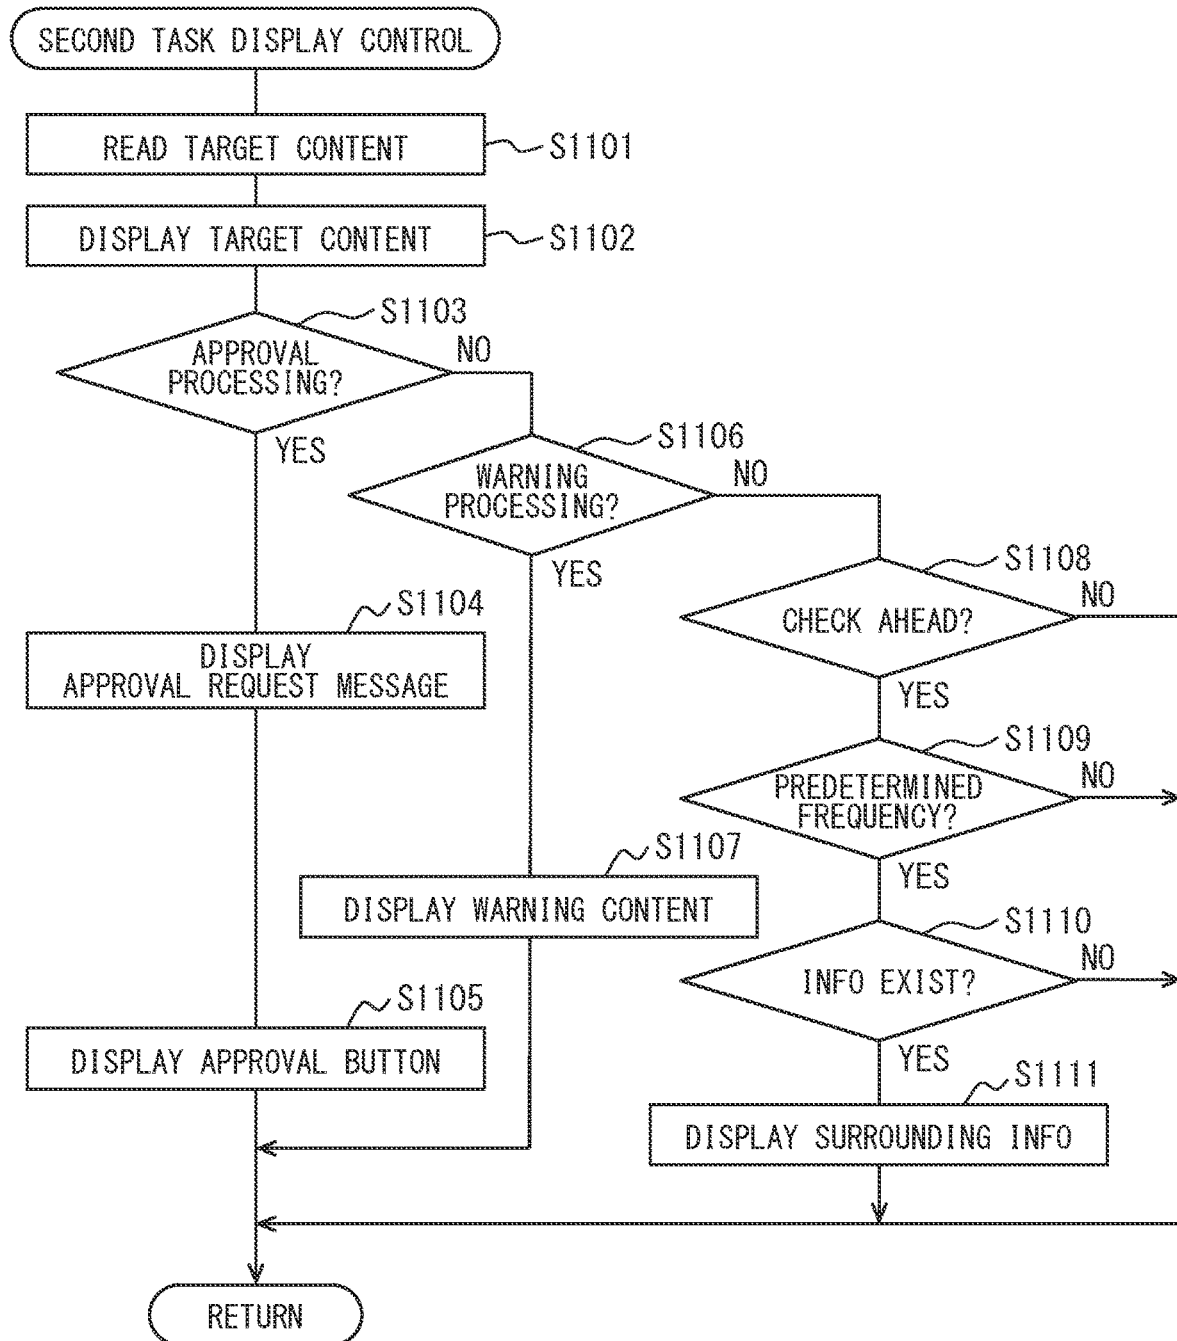 SECOND TASK DISPLAY CONTROL
READ TARGET CONTENT
S1101
DISPLAY TARGET CONTENT
S1102
S1103
APPROVAL
PROCESSING?
NO
YES
S1106
WARNING
PROCESSING?
NO
YES
S1108
CHECK AHEAD?
NO
YES
S1104
DISPLAY
APPROVAL REQUEST MESSAGE
S1109
PREDETERMINED
FREQUENCY?
NO
YES
S1107
DISPLAY WARNING CONTENT
S1110
INFO EXIST?
NO
YES
S1105
DISPLAY APPROVAL BUTTON
S1111
DISPLAY SURROUNDING INFO
RETURN